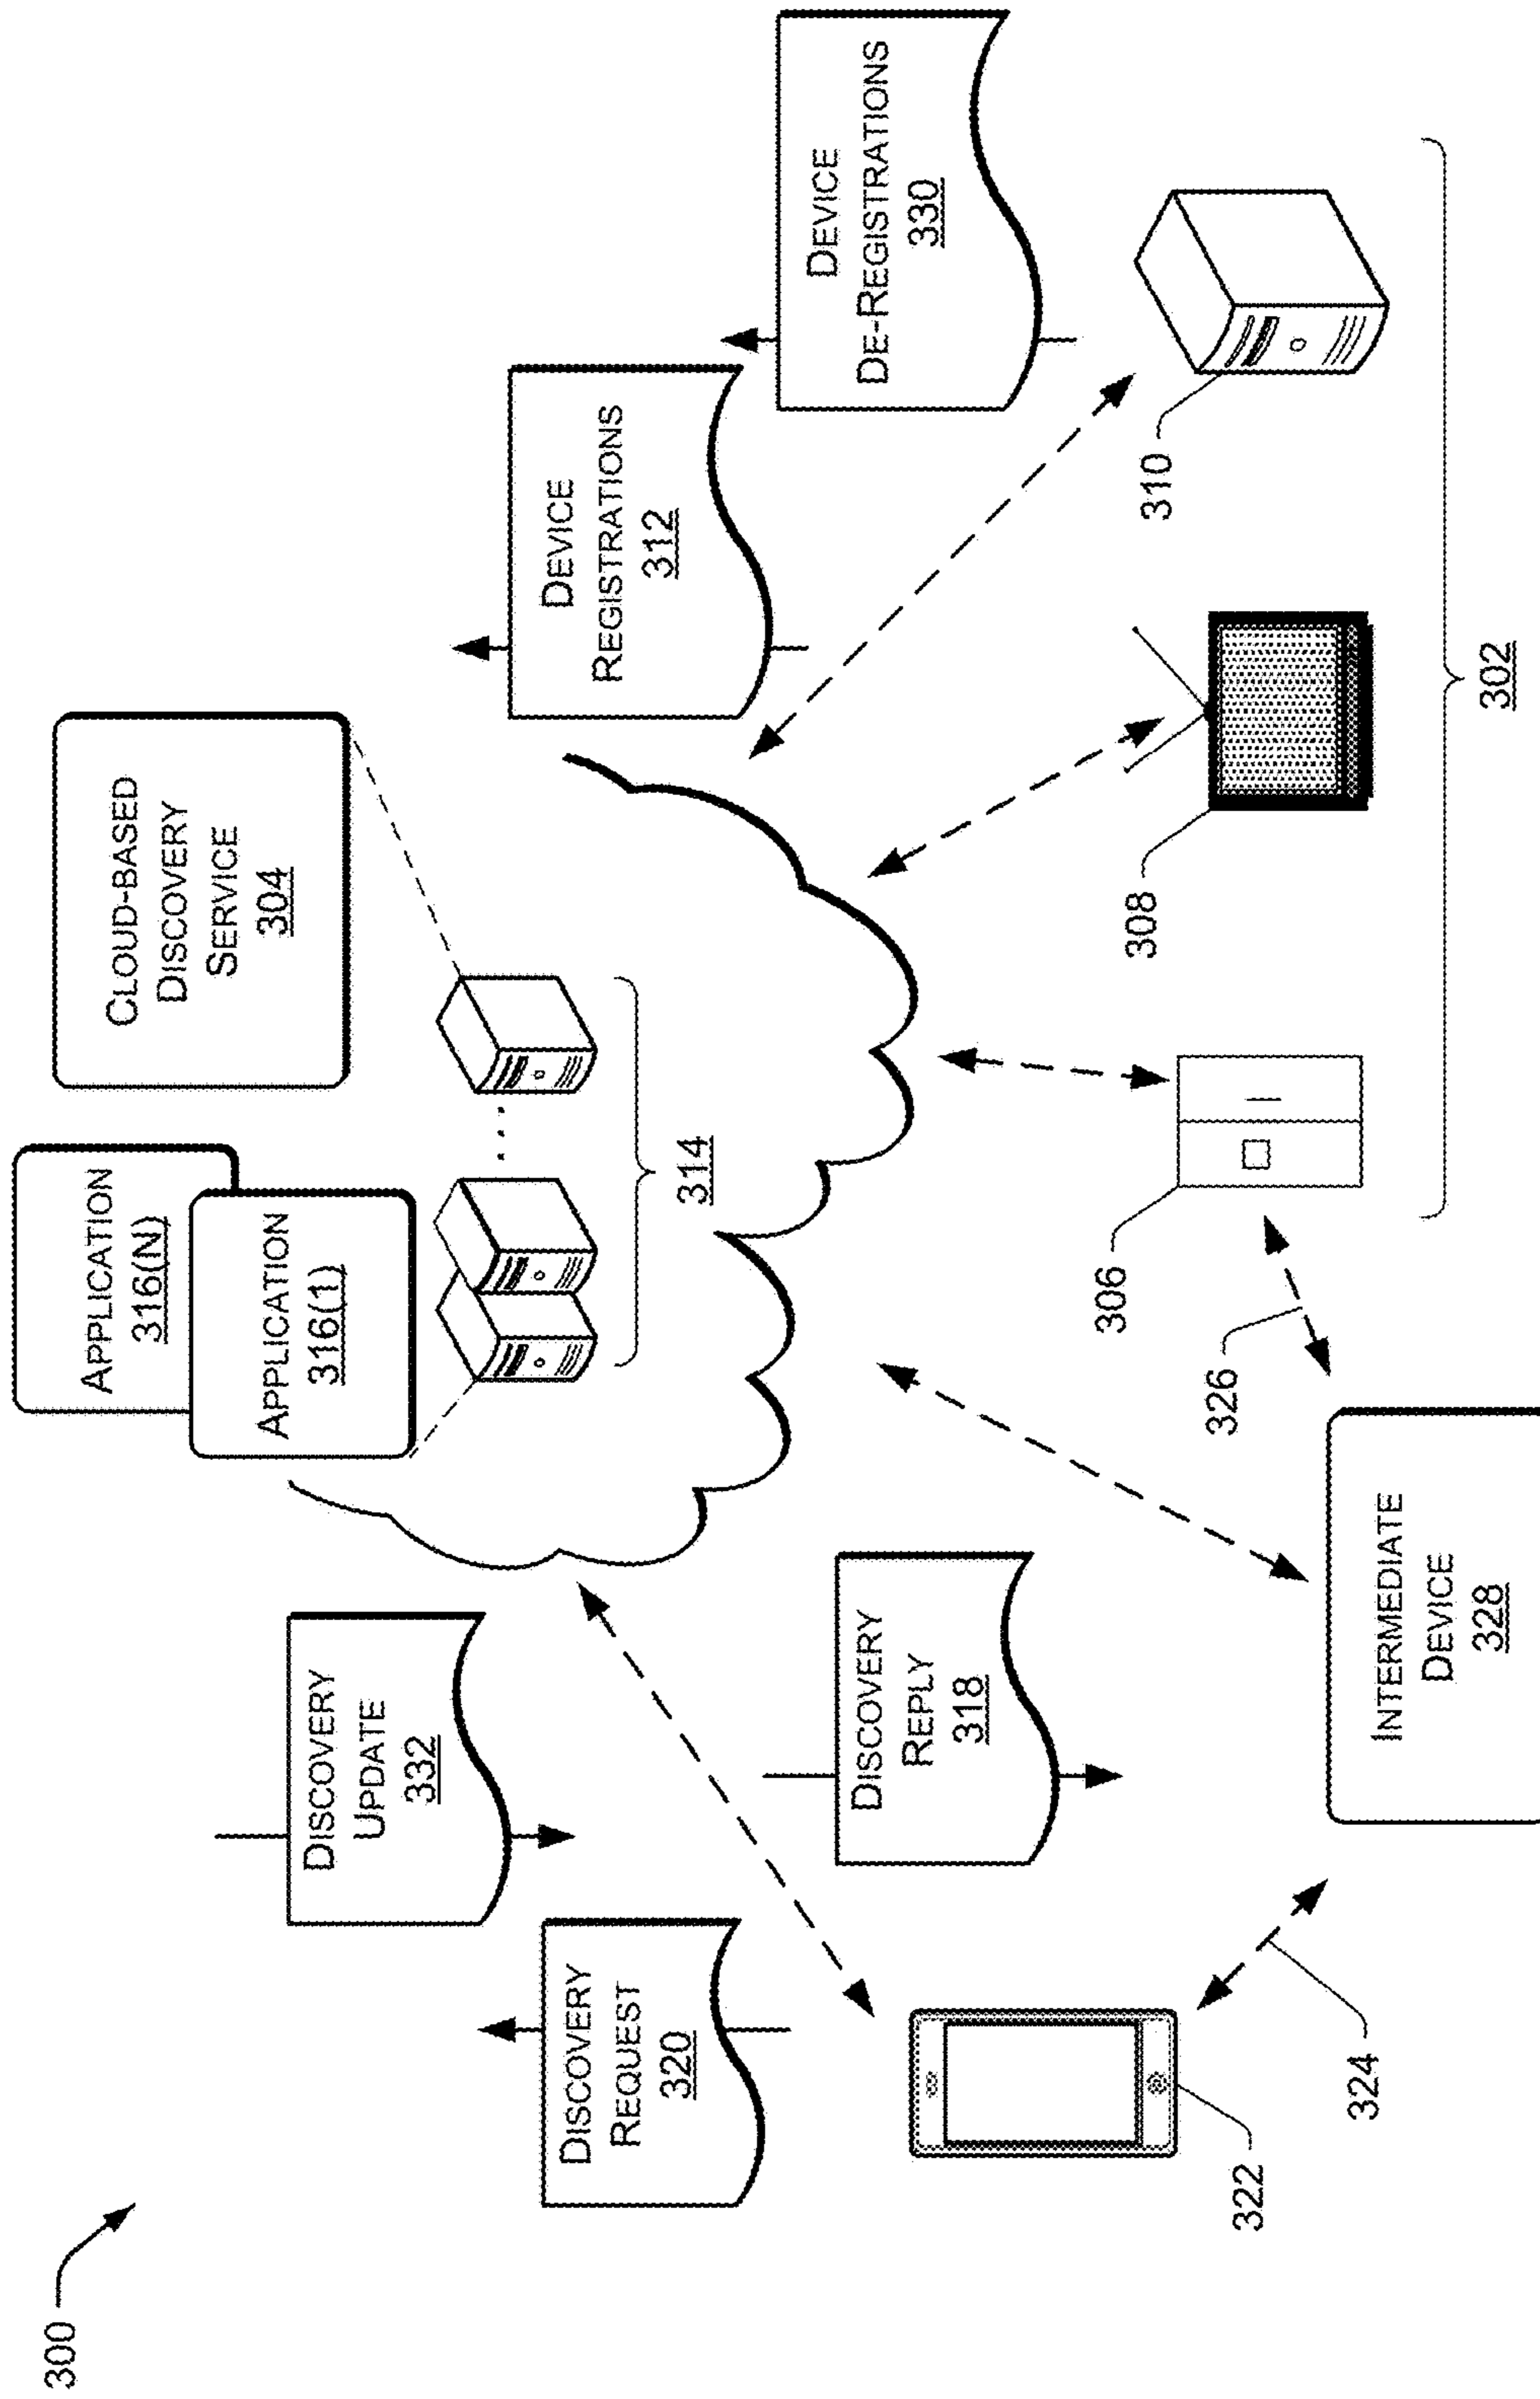 300
APPLICATION
316(N)
APPLICATION
316(1)
CLOUD-BASED
DISCOVERY
SERVICE
304
314
DISCOVERY
UPDATE
332
DISCOVERY
REQUEST
320
DISCOVERY
REPLY
318
DEVICE
REGISTRATIONS
312
DEVICE
DE-REGISTRATIONS
330
322
324
INTERMEDIATE
DEVICE
328
326
306
308
310
302